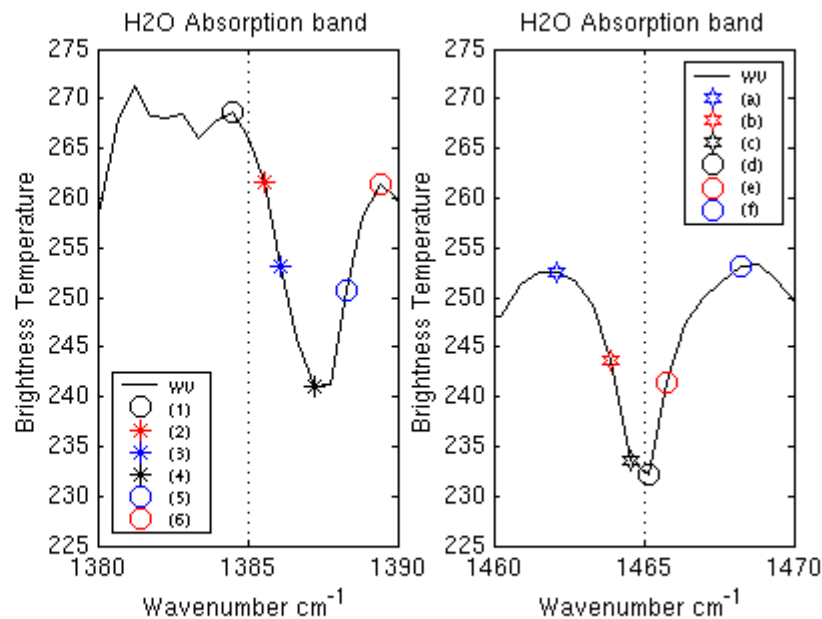 H2O Absorption band
275
270
265
260
255
250
245
240
235
230
225
Brightness Temperature
WV
(1)
(2)
(3)
(4)
(5)
(6)
1380 1385 1390
Wavenumber cm⁻¹
H2O Absorption band
275
270
265
260
255
250
245
240
235
230
225
Brightness Temperature
WV
(a)
(b)
(c)
(d)
(e)
(f)
1460 1465 1470
Wavenumber cm⁻¹